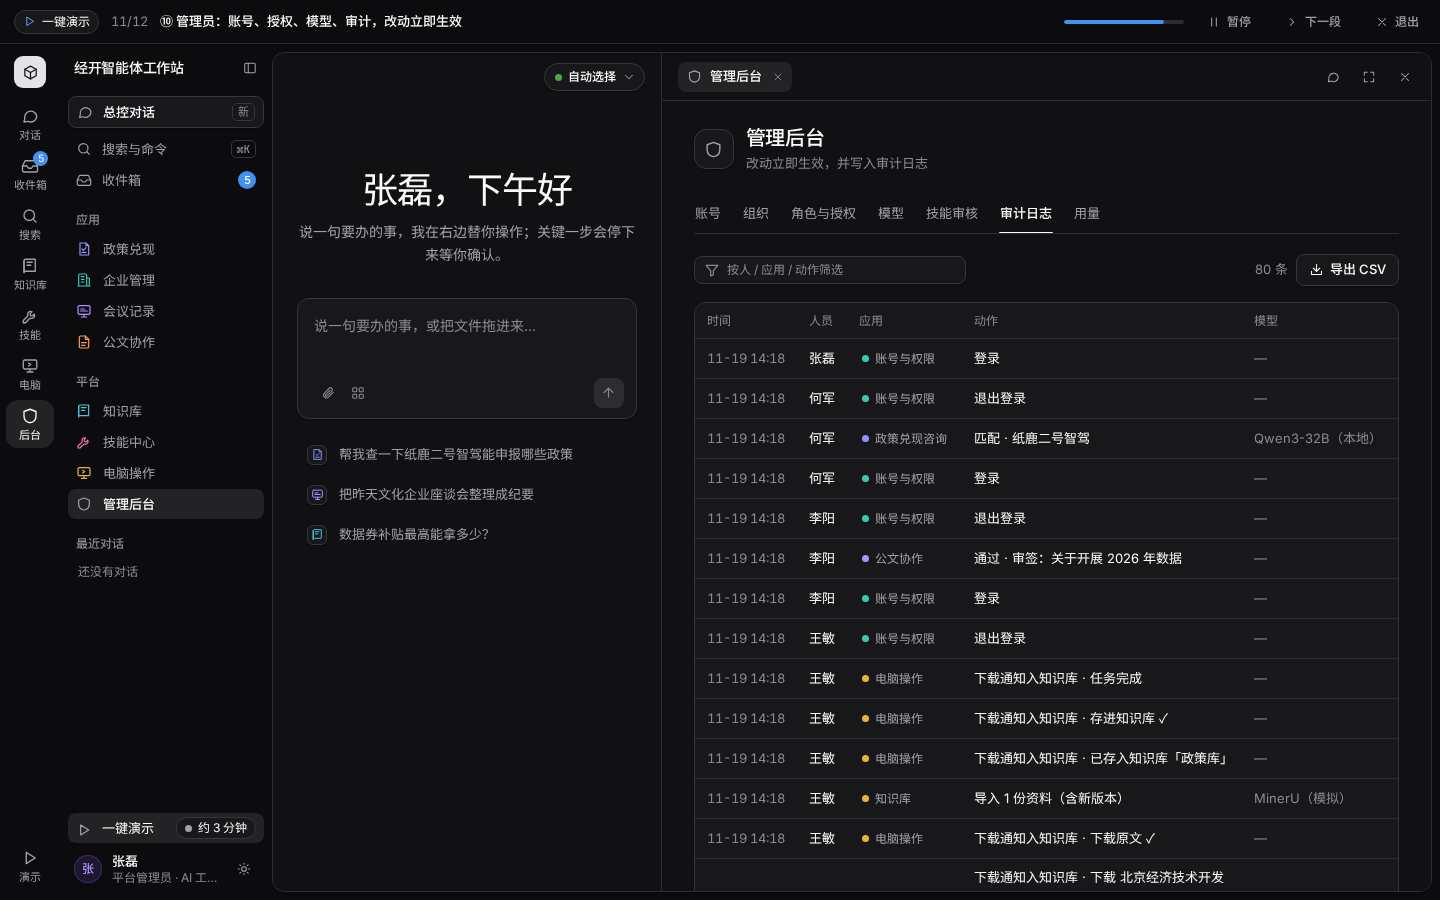 一键演示
11/12
⑩ 管理员：账号、授权、模型、审计，改动立即生效
暂停
下一段
退出
对话
收件箱
5
搜索
知识库
技能
电脑
后台
演示
经开智能体工作站
总控对话
新
搜索与命令
⌘K
收件箱
5
应用
政策兑现
企业管理
会议记录
公文协作
平台
知识库
技能中心
电脑操作
管理后台
最近对话
还没有对话
一键演示
约 3 分钟
张
张磊
平台管理员 · AI 工…
自动选择
张磊，下午好
说一句要办的事，我在右边替你操作；关键一步会停下
来等你确认。
说一句要办的事，或把文件拖进来…
帮我查一下纸鹿二号智驾能申报哪些政策
把昨天文化企业座谈会整理成纪要
数据券补贴最高能拿多少？
管理后台
管理后台
改动立即生效，并写入审计日志
账号
组织
角色与授权
模型
技能审核
审计日志
用量
按人 / 应用 / 动作筛选
80 条
导出 CSV
时间 人员 应用 动作 模型
11-19 14:18 张磊 账号与权限 登录 —
11-19 14:18 何军 账号与权限 退出登录 —
11-19 14:18 何军 政策兑现咨询 匹配 · 纸鹿二号智驾 Qwen3-32B（本地）
11-19 14:18 何军 账号与权限 登录 —
11-19 14:18 李阳 账号与权限 退出登录 —
11-19 14:18 李阳 公文协作 通过 · 审签：关于开展 2026 年数据 —
11-19 14:18 李阳 账号与权限 登录 —
11-19 14:18 王敏 账号与权限 退出登录 —
11-19 14:18 王敏 电脑操作 下载通知入知识库 · 任务完成 —
11-19 14:18 王敏 电脑操作 下载通知入知识库 · 存进知识库 ✓ —
11-19 14:18 王敏 电脑操作 下载通知入知识库 · 已存入知识库「政策库」 —
11-19 14:18 王敏 知识库 导入 1 份资料（含新版本） MinerU（模拟）
11-19 14:18 王敏 电脑操作 下载通知入知识库 · 下载原文 ✓ —
下载通知入知识库 · 下载 北京经济技术开发